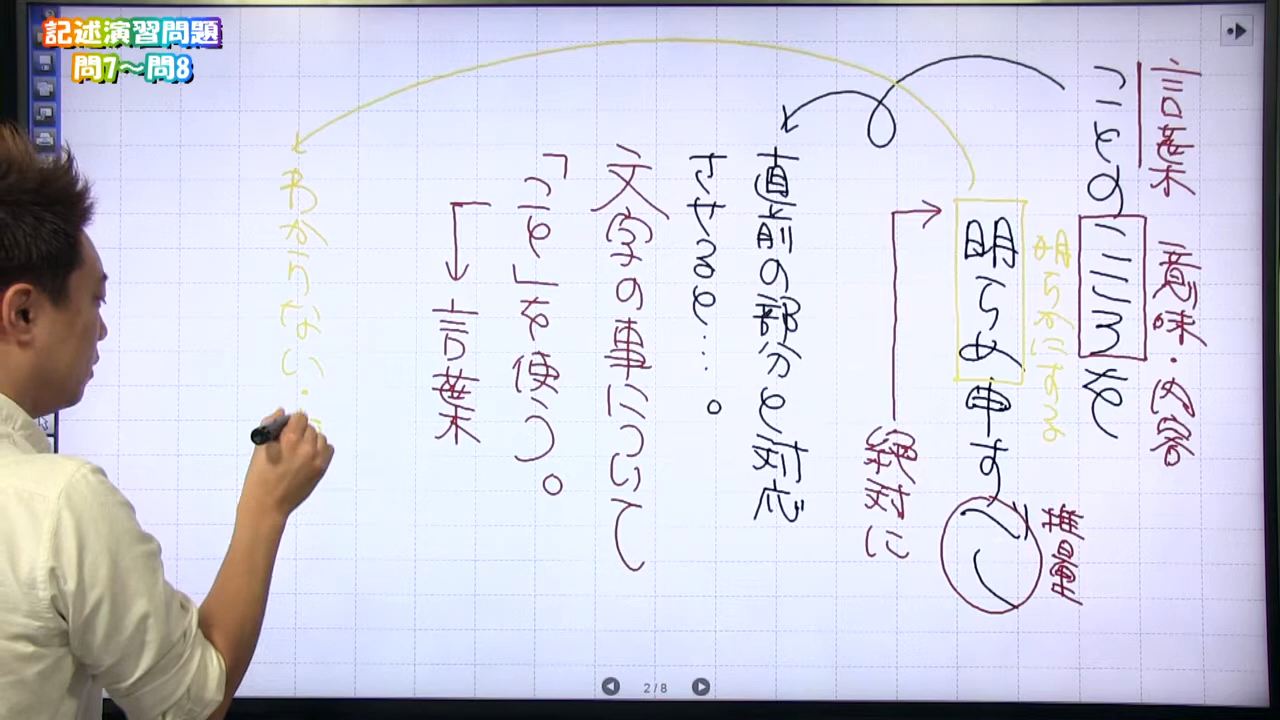 記述演習問題
問7〜問8
言葉 意味・内容
ことのこころを
明らかにする
明らめ申すべし
推量
絶対に
直前の部分と対応
させると…。
文字の事について
「こと」を使う。
言葉
わからない・
2 / 8